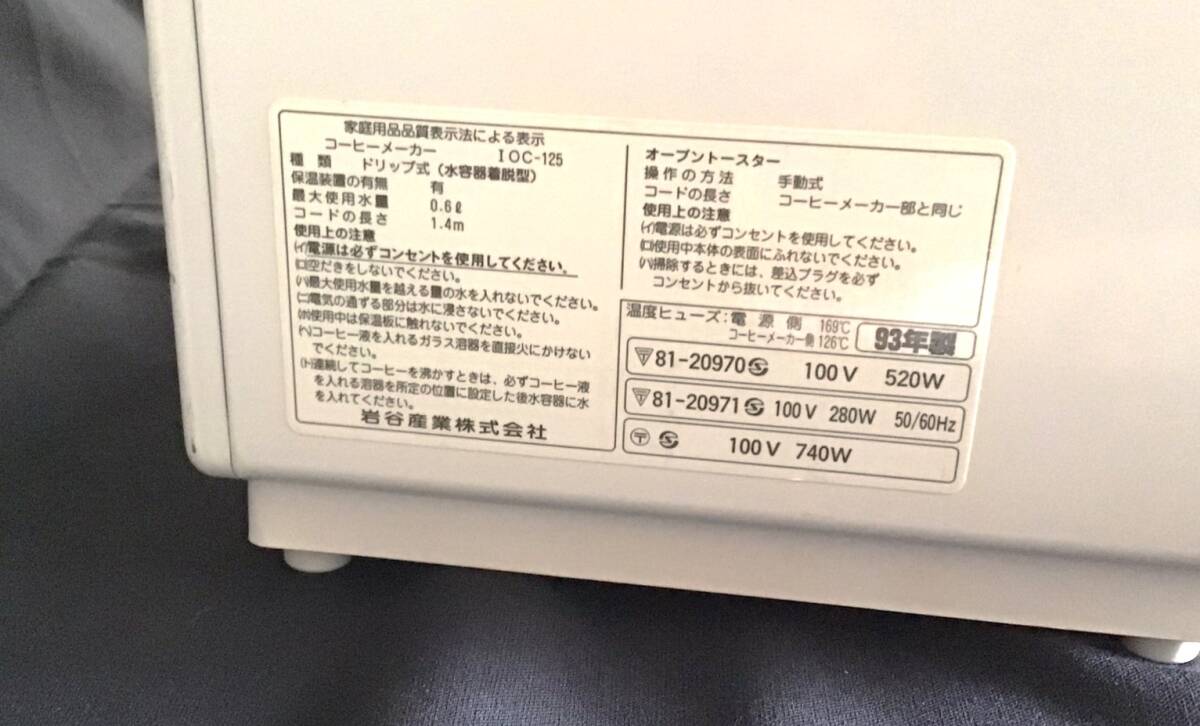 家庭用品品質表示法による表示
コーヒーメーカー IOC-125
種類 ドリップ式(水容器着脱型)
保温装置の有無 有
最大使用水量 0.6ℓ
コードの長さ 1.4m
使用上の注意
(イ)電源は必ずコンセントを使用してください。
(ロ)空だきをしないでください。
(ハ)最大使用水量を越える量の水を入れないでください。
(ニ)電気の通ずる部分は水に浸さないでください。
(ホ)使用中は保温板に触れないでください。
(ヘ)コーヒー液を入れるガラス溶器を直接火にかけない
でください。
(ト)連続してコーヒーを沸かすときは、必ずコーヒー液
を入れる溶器を所定の位置に設定した後水容器に水
を入れてください。
岩谷産業株式会社
オーブントースター
操作の方法 手動式
コードの長さ コーヒーメーカー部と同じ
使用上の注意
(イ)電源は必ずコンセントを使用してください。
(ロ)使用中本体の表面にふれないでください。
(ハ)掃除するときには、差込プラグを必ず
コンセントから抜いてください。
温度ヒューズ:電源側 169℃
コーヒーメーカー側 126℃
93年製
〒81-20970 100V 520W
〒81-20971 100V 280W 50/60Hz
〒 100V 740W